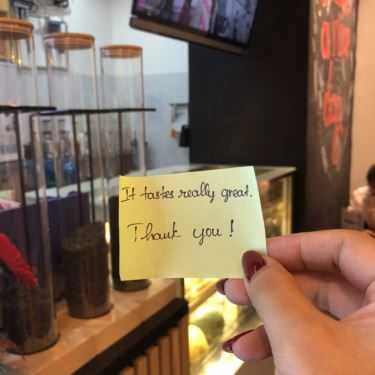 It tastes really great.
Thank you!